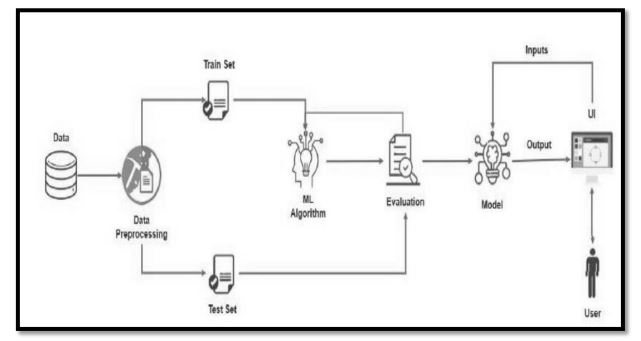 Data
Data
Preprocessing
Train Set
Test Set
ML
Algorithm
Evaluation
Model
Inputs
Output
UI
User